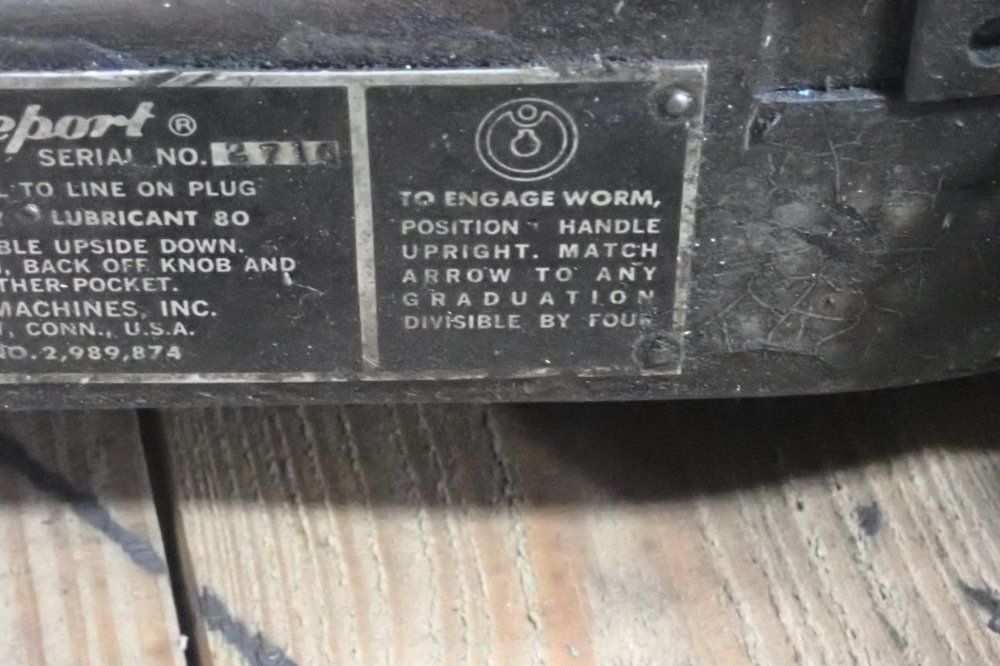 eport ®
SERIAL NO.
L TO LINE ON PLUG
LUBRICANT 80
BLE UPSIDE DOWN.
, BACK OFF KNOB AND
THER-POCKET.
MACHINES, INC.
, CONN., U.S.A.
NO. 2,989,874
TO ENGAGE WORM,
POSITION HANDLE
UPRIGHT. MATCH
ARROW TO ANY
GRADUATION
DIVISIBLE BY FOUR